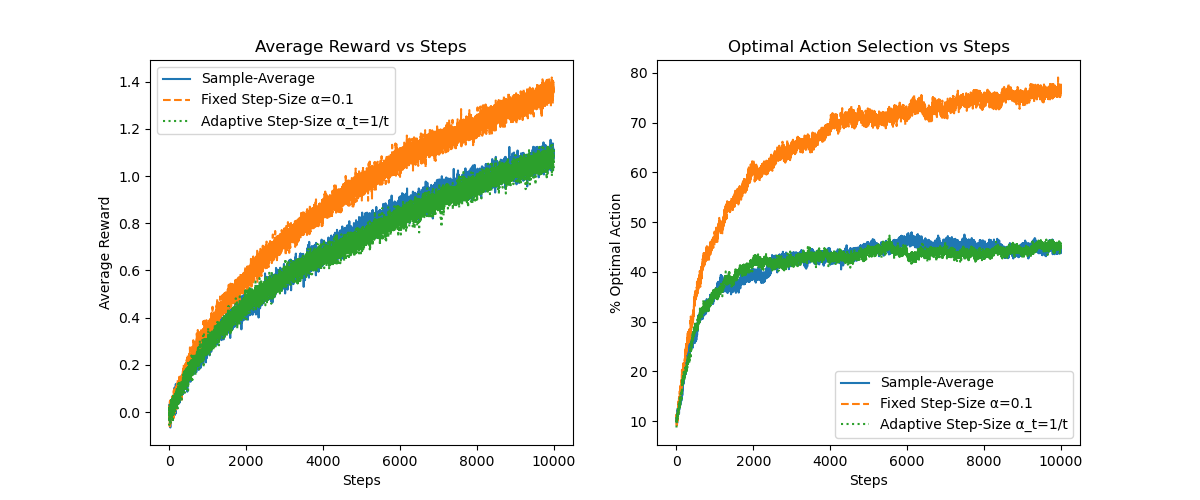 Average Reward vs Steps
Sample-Average
Fixed Step-Size α=0.1
Adaptive Step-Size α_t=1/t
1.4
1.2
1.0
0.8
0.6
0.4
0.2
0.0
Average Reward
0
2000
4000
6000
8000
10000
Steps
Optimal Action Selection vs Steps
80
70
60
50
40
30
20
10
% Optimal Action
Sample-Average
Fixed Step-Size α=0.1
Adaptive Step-Size α_t=1/t
0
2000
4000
6000
8000
10000
Steps